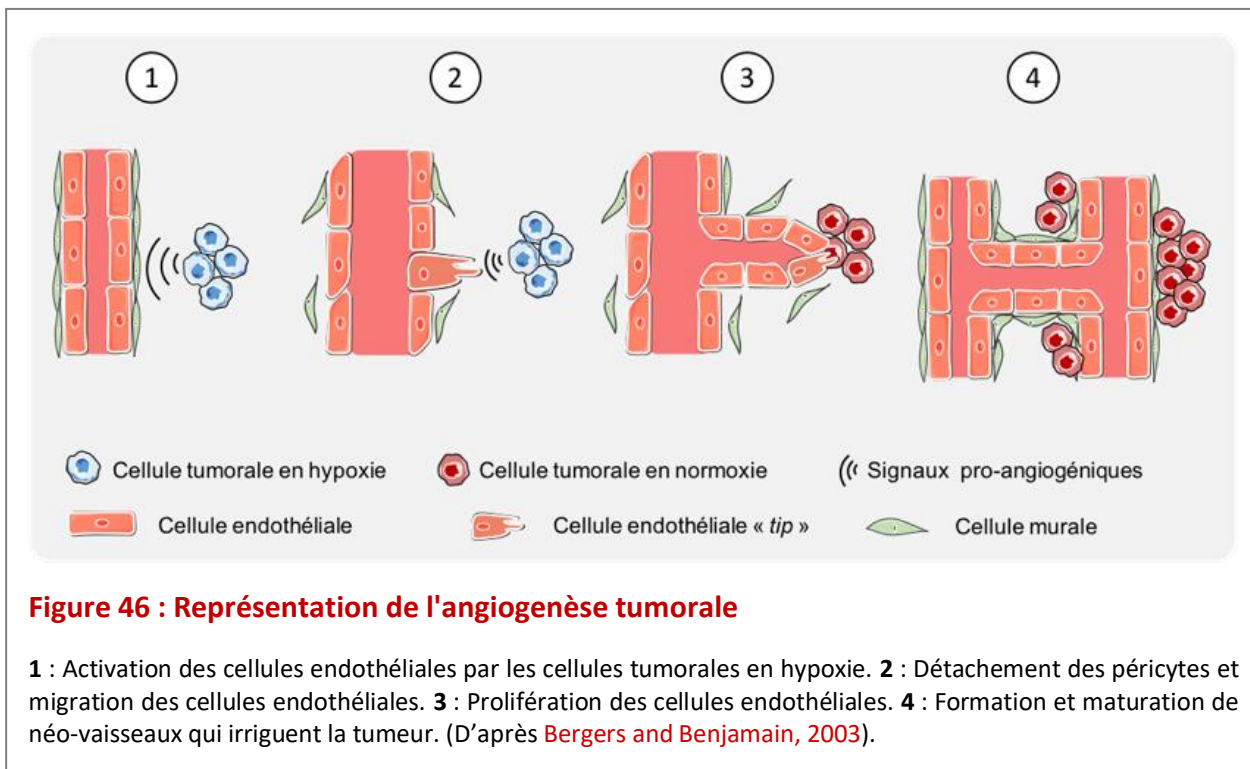 1 2 3 4
Cellule tumorale en hypoxie Cellule tumorale en normoxie Signaux pro-angiogéniques
Cellule endothéliale Cellule endothéliale « tip » Cellule murale
Figure 46 : Représentation de l'angiogenèse tumorale
1 : Activation des cellules endothéliales par les cellules tumorales en hypoxie. 2 : Détachement des péricytes et
migration des cellules endothéliales. 3 : Prolifération des cellules endothéliales. 4 : Formation et maturation de
néo-vaisseaux qui irriguent la tumeur. (D’après Bergers and Benjamain, 2003).